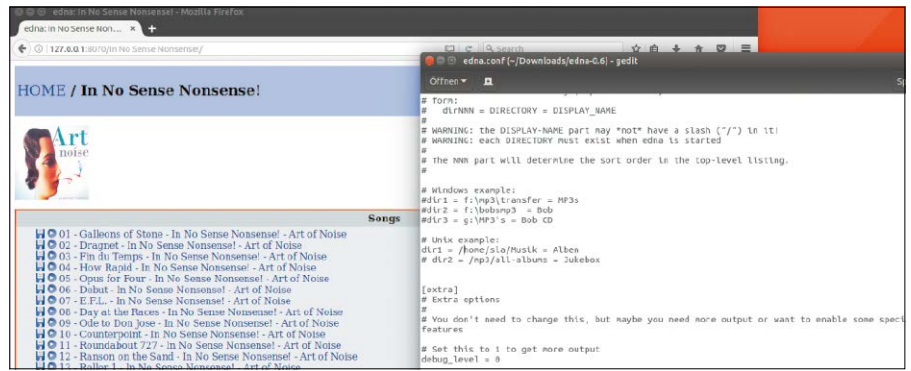 edna: In No Sense Nonsense! - Mozilla Firefox
edna: In No Sense Non... × +
127.0.0.1:8070/In No Sense Nonsense!/
Search
HOME / In No Sense Nonsense!
Art
noise
Songs
01 - Galleons of Stone - In No Sense Nonsense! - Art of Noise
02 - Dragnet - In No Sense Nonsense! - Art of Noise
03 - Fin du Temps - In No Sense Nonsense! - Art of Noise
04 - How Rapid - In No Sense Nonsense! - Art of Noise
05 - Opus for Four - In No Sense Nonsense! - Art of Noise
06 - Debut - In No Sense Nonsense! - Art of Noise
07 - E.F.L. - In No Sense Nonsense! - Art of Noise
08 - Day at the Races - In No Sense Nonsense! - Art of Noise
09 - Ode to Don Jose - In No Sense Nonsense! - Art of Noise
10 - Counterpoint - In No Sense Nonsense! - Art of Noise
11 - Roundabout 727 - In No Sense Nonsense! - Art of Noise
12 - Ranson on the Sand - In No Sense Nonsense! - Art of Noise
13 - Roller 1 - In No Sense Nonsense! - Art of Noise
edna.conf (~/Downloads/edna-0.6) - gedit
Öffnen
# form:
#   dirNNN = DIRECTORY = DISPLAY_NAME
#
# WARNING: the DISPLAY-NAME part may *not* have a slash ("/") in it!
# WARNING: each DIRECTORY must exist when edna is started
#
# The NNN part will determine the sort order in the top-level listing.
#
# Windows example:
#dir1 = f:\mp3\transfer = MP3s
#dir2 = f:\bobsmp3  = Bob
#dir3 = g:\MP3's = Bob CD
# Unix example:
dir1 = /home/sla/Musik = Alben
# dir2 = /mp3/all-albums = Jukebox
[extra]
# Extra options
#
# You don't need to change this, but maybe you need more output or want to enable some speci
features
# Set this to 1 to get more output
debug_level = 0